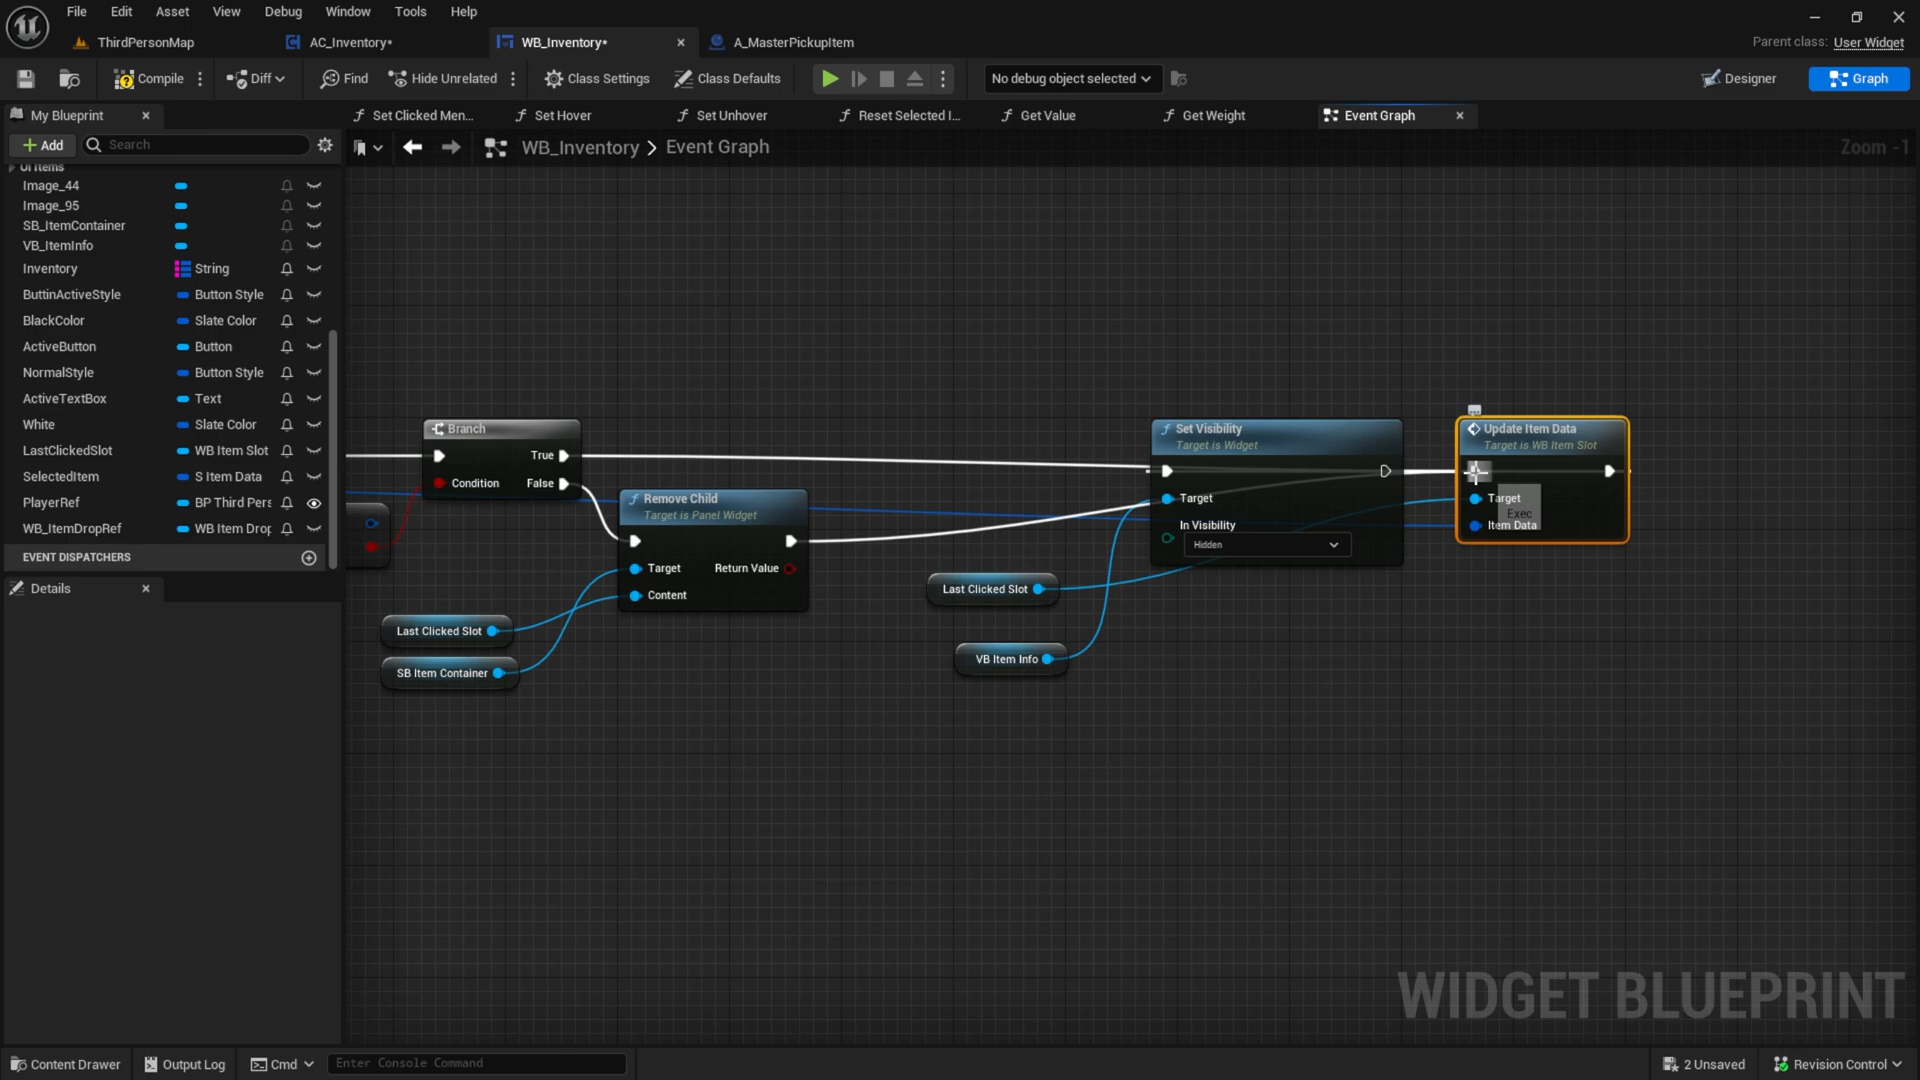 File Edit Asset View Debug Window Tools Help
ThirdPersonMap AC_Inventory* WB_Inventory* A_MasterPickupItem
Parent class: User Widget
Compile Diff Find Hide Unrelated Class Settings Class Defaults No debug object selected Designer Graph
My Blueprint
Set Clicked Men... Set Hover Set Unhover Reset Selected I... Get Value Get Weight Event Graph
Add Search
WB_Inventory > Event Graph Zoom -1
UI Items
Image_44
Image_95
SB_ItemContainer
VB_ItemInfo
Inventory String
ButtinActiveStyle Button Style
BlackColor Slate Color
ActiveButton Button
NormalStyle Button Style
ActiveTextBox Text
White Slate Color
LastClickedSlot WB Item Slot
SelectedItem S Item Data
PlayerRef BP Third Pers
WB_ItemDropRef WB Item Drop
EVENT DISPATCHERS
Details
Branch
True
Condition False
Remove Child
Target is Panel Widget
Target Return Value
Content
Last Clicked Slot
SB Item Container
Set Visibility
Target is Widget
Target
In Visibility
Hidden
Last Clicked Slot
VB Item Info
Update Item Data
Target is WB Item Slot
Target
Exec
Item Data
WIDGET BLUEPRINT
Content Drawer Output Log Cmd Enter Console Command 2 Unsaved Revision Control